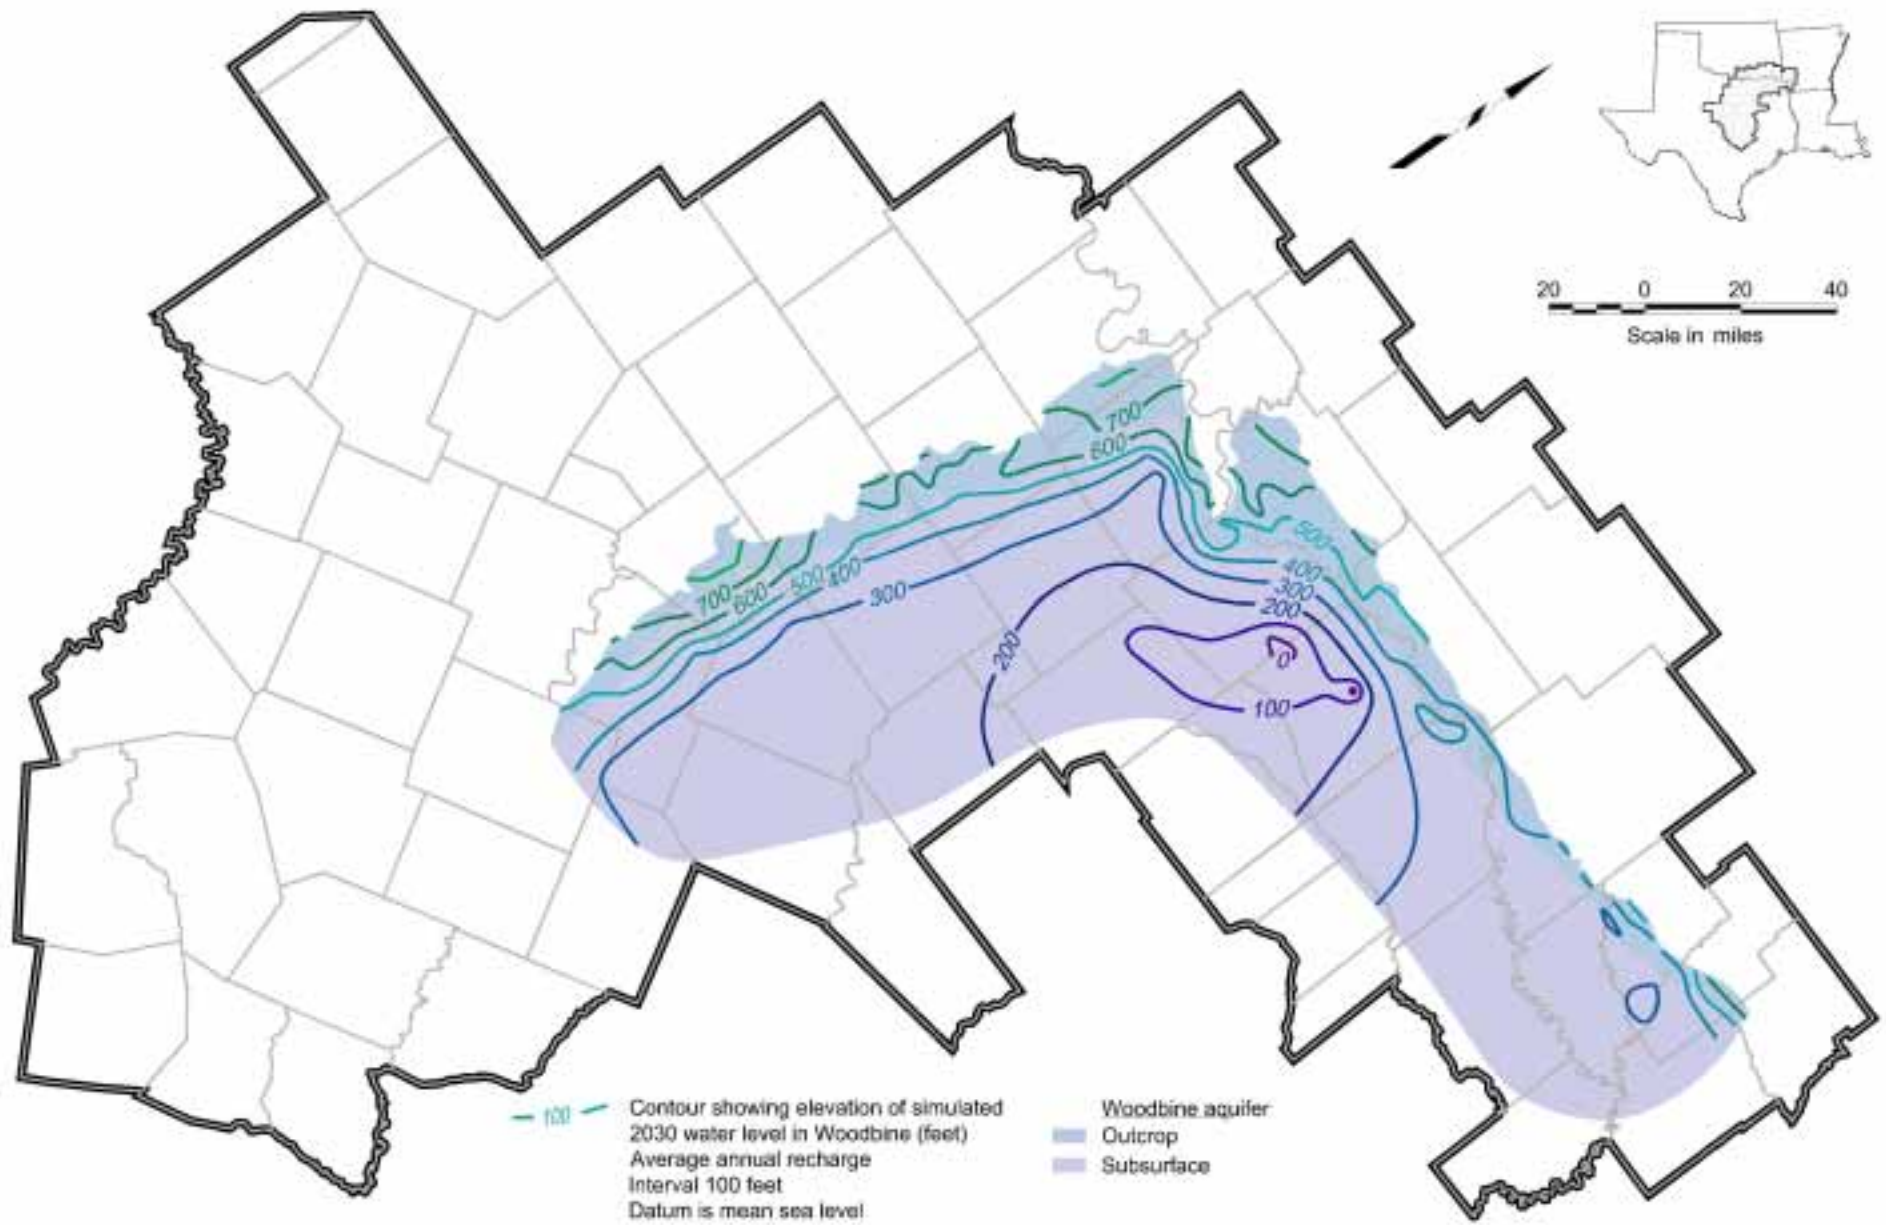 20 0 20 40
Scale in miles
700
600
500
400
300
200
0
100
200
700
600
500
400
300
100
Contour showing elevation of simulated
2030 water level in Woodbine (feet)
Average annual recharge
Interval 100 feet
Datum is mean sea level
Woodbine aquifer
Outcrop
Subsurface